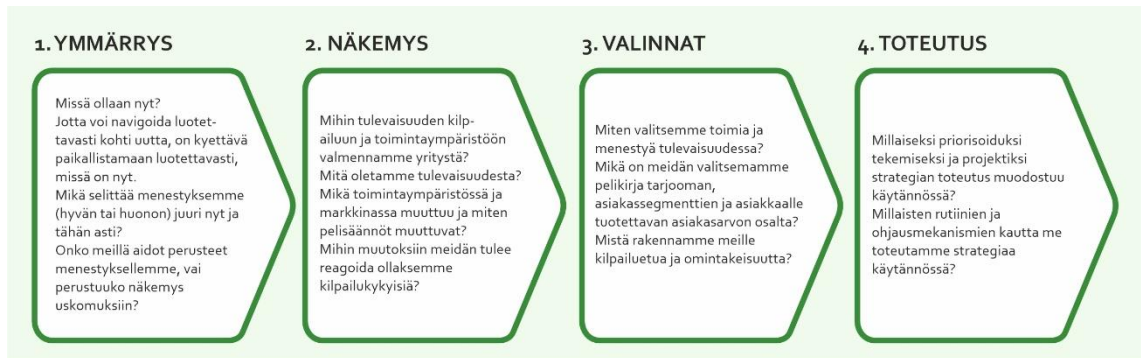 1. YMMÄRRYS
Missä ollaan nyt?
Jotta voi navigoida luotet-
tavasti kohti uutta, on kyettävä
paikallistamaan luotettavasti,
missä on nyt.
Mikä selittää menestyksemme
(hyvän tai huonon) juuri nyt ja
tähän asti?
Onko meillä aidot perusteet
menestyksellemme, vai
perustuuko näkemys
uskomuksiin?
2. NÄKEMYS
Mihin tulevaisuuden kilp-
ailuun ja toimintaympäristöön
valmennamme yritystä?
Mitä oletamme tulevaisuudesta?
Mikä toimintaympäristössä ja
markkinassa muuttuu ja miten
pelisäännöt muuttuvat?
Mihin muutoksiin meidän tulee
reagoida ollaksemme
kilpailukykyisiä?
3. VALINNAT
Miten valitsemme toimia ja
menestyä tulevaisuudessa?
Mikä on meidän valitsemamme
pelikirja tarjooman,
asiakassegmenttien ja asiakkaalle
tuotettavan asiakasarvon osalta?
Mistä rakennamme meille
kilpailuetua ja omintakeisuutta?
4. TOTEUTUS
Millaiseksi priorisoiduksi
tekemiseksi ja projektiksi
strategian toteutus muodostuu
käytännössä?
Millaisten rutiinien ja
ohjausmekanismien kautta me
toteutamme strategiaa
käytännössä?